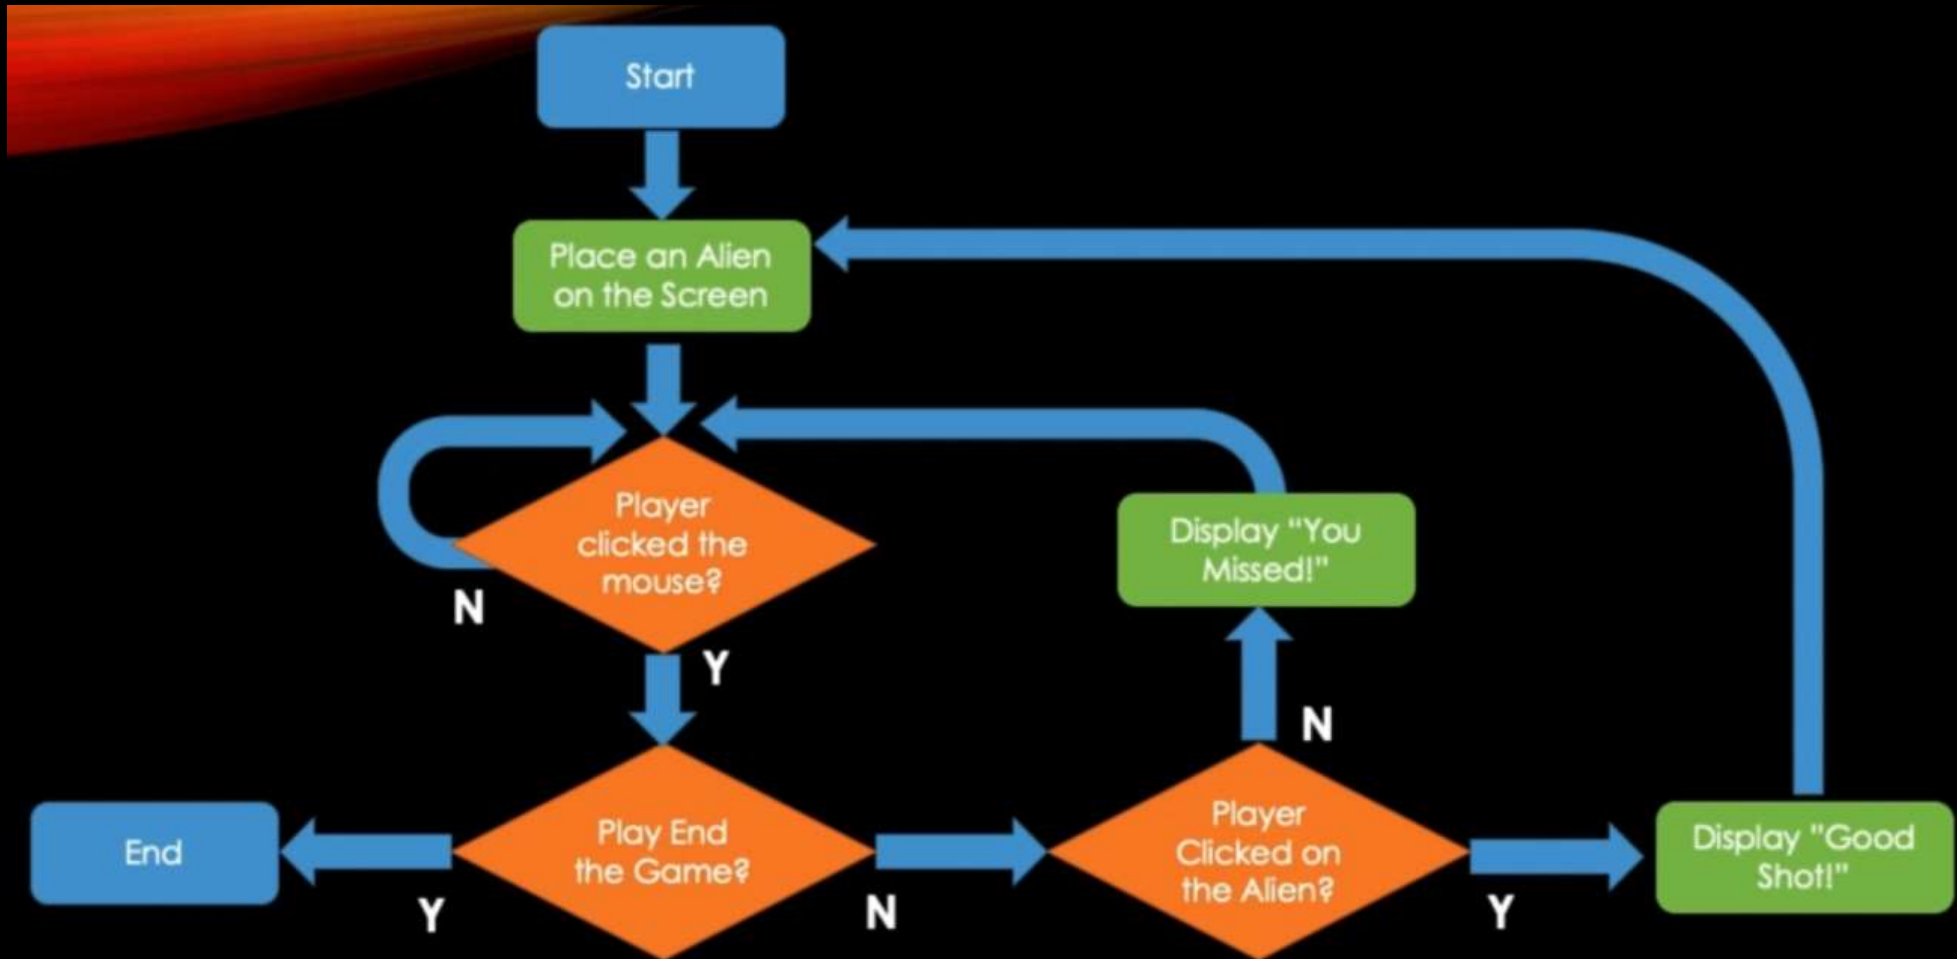 Start
Place an Alien
on the Screen
Player
clicked the
mouse?
N
Y
Display “You
Missed!”
N
End
Y
Play End
the Game?
N
Player
Clicked on
the Alien?
Y
Display ”Good
Shot!”